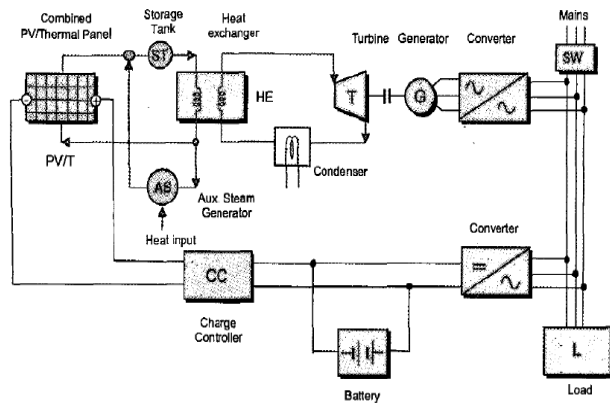 Combined
PV/Thermal Panel
Storage
Tank
Heat
exchanger
Turbine Generator
Converter
Mains
SW
ST
HE
T
G
PV/T
AS
Aux. Steam
Generator
Condenser
Heat input
Converter
CC
Charge
Controller
Battery
L
Load